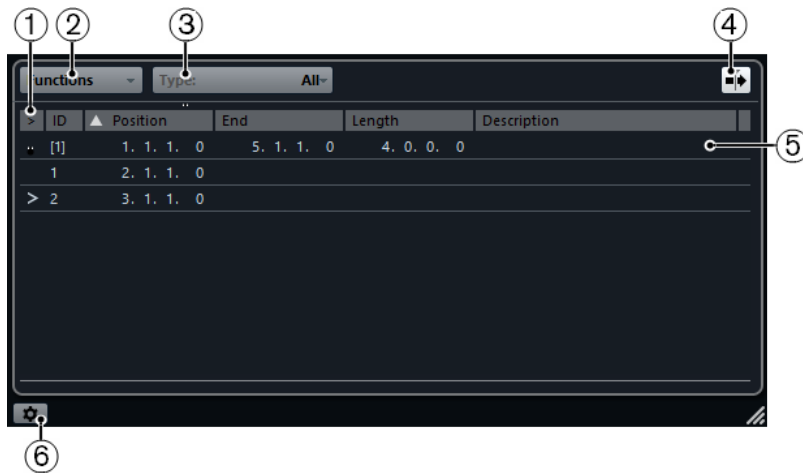 1 2 3 4
Functions Type: All
> ID Position End Length Description
[1] 1. 1. 1. 0 5. 1. 1. 0 4. 0. 0. 0
5
1 2. 1. 1. 0
> 2 3. 1. 1. 0
6